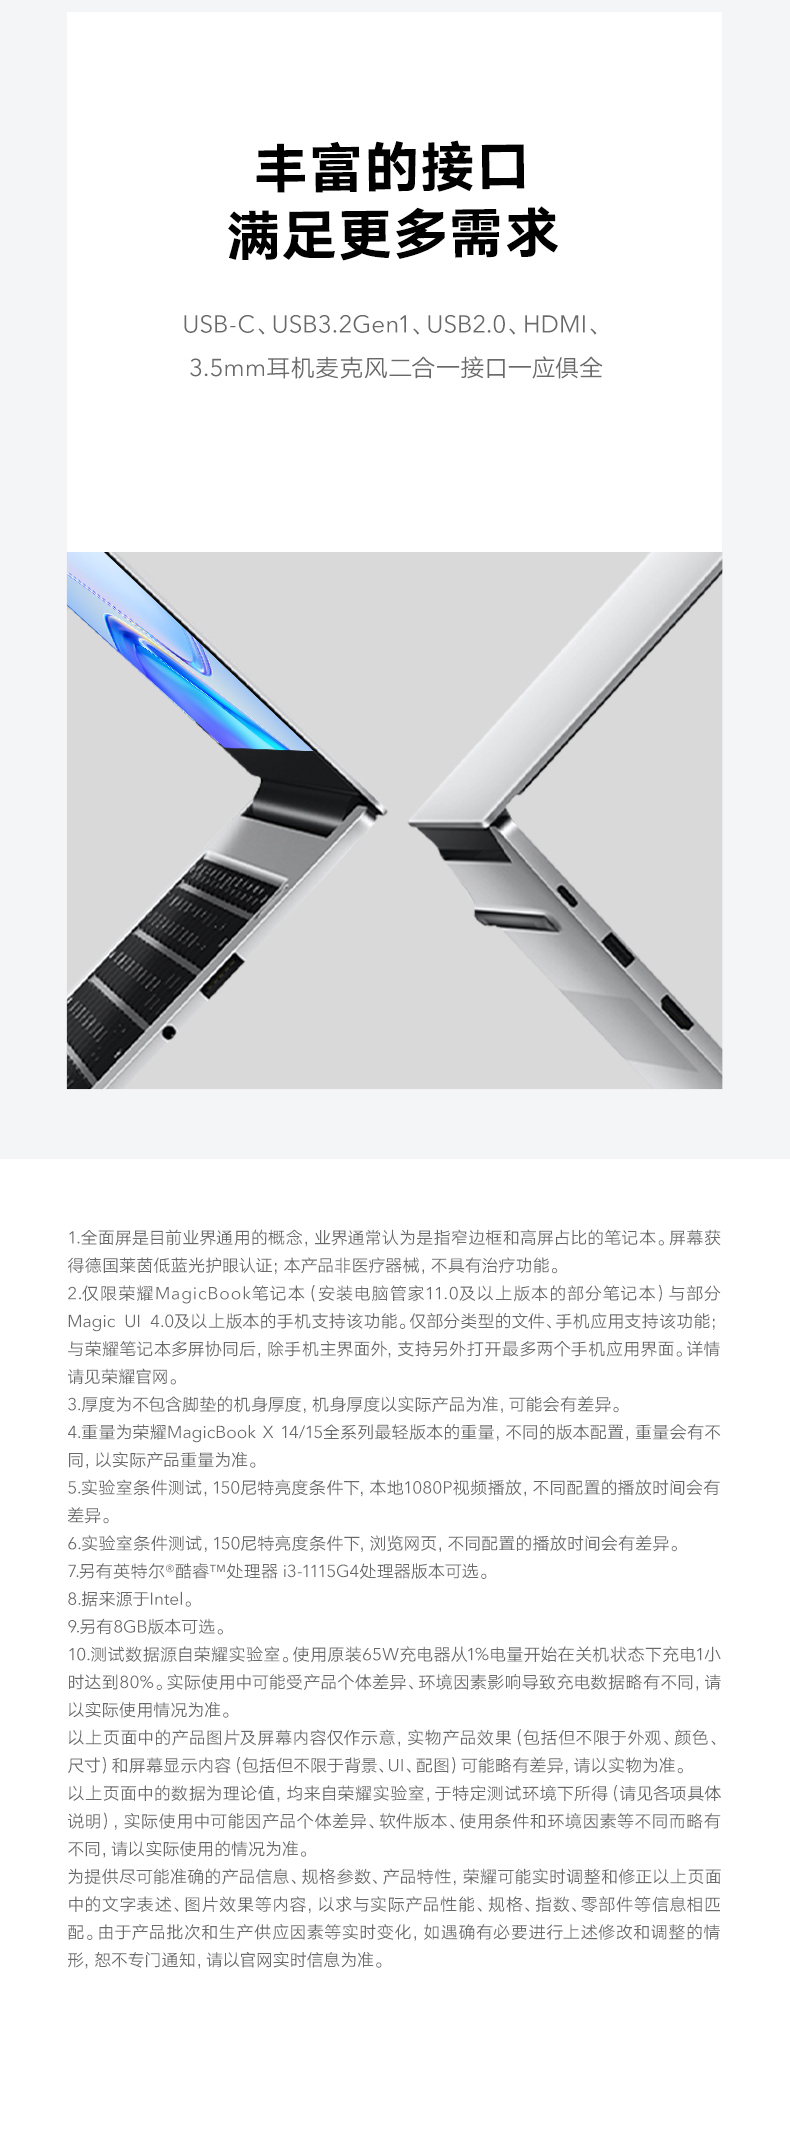 丰富的接口
满足更多需求
USB-C、USB3.2Gen1、USB2.0、HDMI、
3.5mm耳机麦克风二合一接口一应俱全
1.全面屏是目前业界通用的概念, 业界通常认为是指窄边框和高屏占比的笔记本。屏幕获
得德国莱茵低蓝光护眼认证; 本产品非医疗器械, 不具有治疗功能。
2.仅限荣耀MagicBook笔记本 (安装电脑管家11.0及以上版本的部分笔记本) 与部分
Magic UI 4.0及以上版本的手机支持该功能。仅部分类型的文件、手机应用支持该功能;
与荣耀笔记本多屏协同后, 除手机主界面外, 支持另外打开最多两个手机应用界面。详情
请见荣耀官网。
3.厚度为不包含脚垫的机身厚度, 机身厚度以实际产品为准, 可能会有差异。
4.重量为荣耀MagicBook X 14/15全系列最轻版本的重量, 不同的版本配置, 重量会有不
同, 以实际产品重量为准。
5.实验室条件测试, 150尼特亮度条件下, 本地1080P视频播放, 不同配置的播放时间会有
差异。
6.实验室条件测试, 150尼特亮度条件下, 浏览网页, 不同配置的播放时间会有差异。
7.另有英特尔®酷睿™处理器 i3-1115G4处理器版本可选。
8.据来源于Intel。
9.另有8GB版本可选。
10.测试数据源自荣耀实验室。使用原装65W充电器从1%电量开始在关机状态下充电1小
时达到80%。实际使用中可能受产品个体差异、环境因素影响导致充电数据略有不同, 请
以实际使用情况为准。
以上页面中的产品图片及屏幕内容仅作示意, 实物产品效果 (包括但不限于外观、颜色、
尺寸) 和屏幕显示内容 (包括但不限于背景、UI、配图) 可能略有差异, 请以实物为准。
以上页面中的数据为理论值, 均来自荣耀实验室, 于特定测试环境下所得 (请见各项具体
说明) , 实际使用中可能因产品个体差异、软件版本、使用条件和环境因素等不同而略有
不同, 请以实际使用的情况为准。
为提供尽可能准确的产品信息、规格参数、产品特性, 荣耀可能实时调整和修正以上页面
中的文字表述、图片效果等内容, 以求与实际产品性能、规格、指数、零部件等信息相匹
配。由于产品批次和生产供应因素等实时变化, 如遇确有必要进行上述修改和调整的情
形, 恕不专门通知, 请以官网实时信息为准。